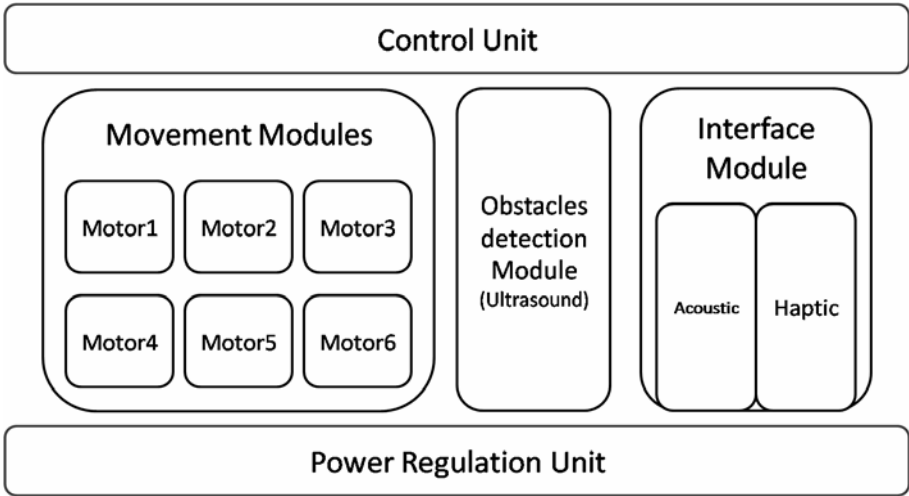 Control Unit
Movement Modules
Motor1
Motor2
Motor3
Motor4
Motor5
Motor6
Obstacles
detection
Module
(Ultrasound)
Interface
Module
Acoustic
Haptic
Power Regulation Unit